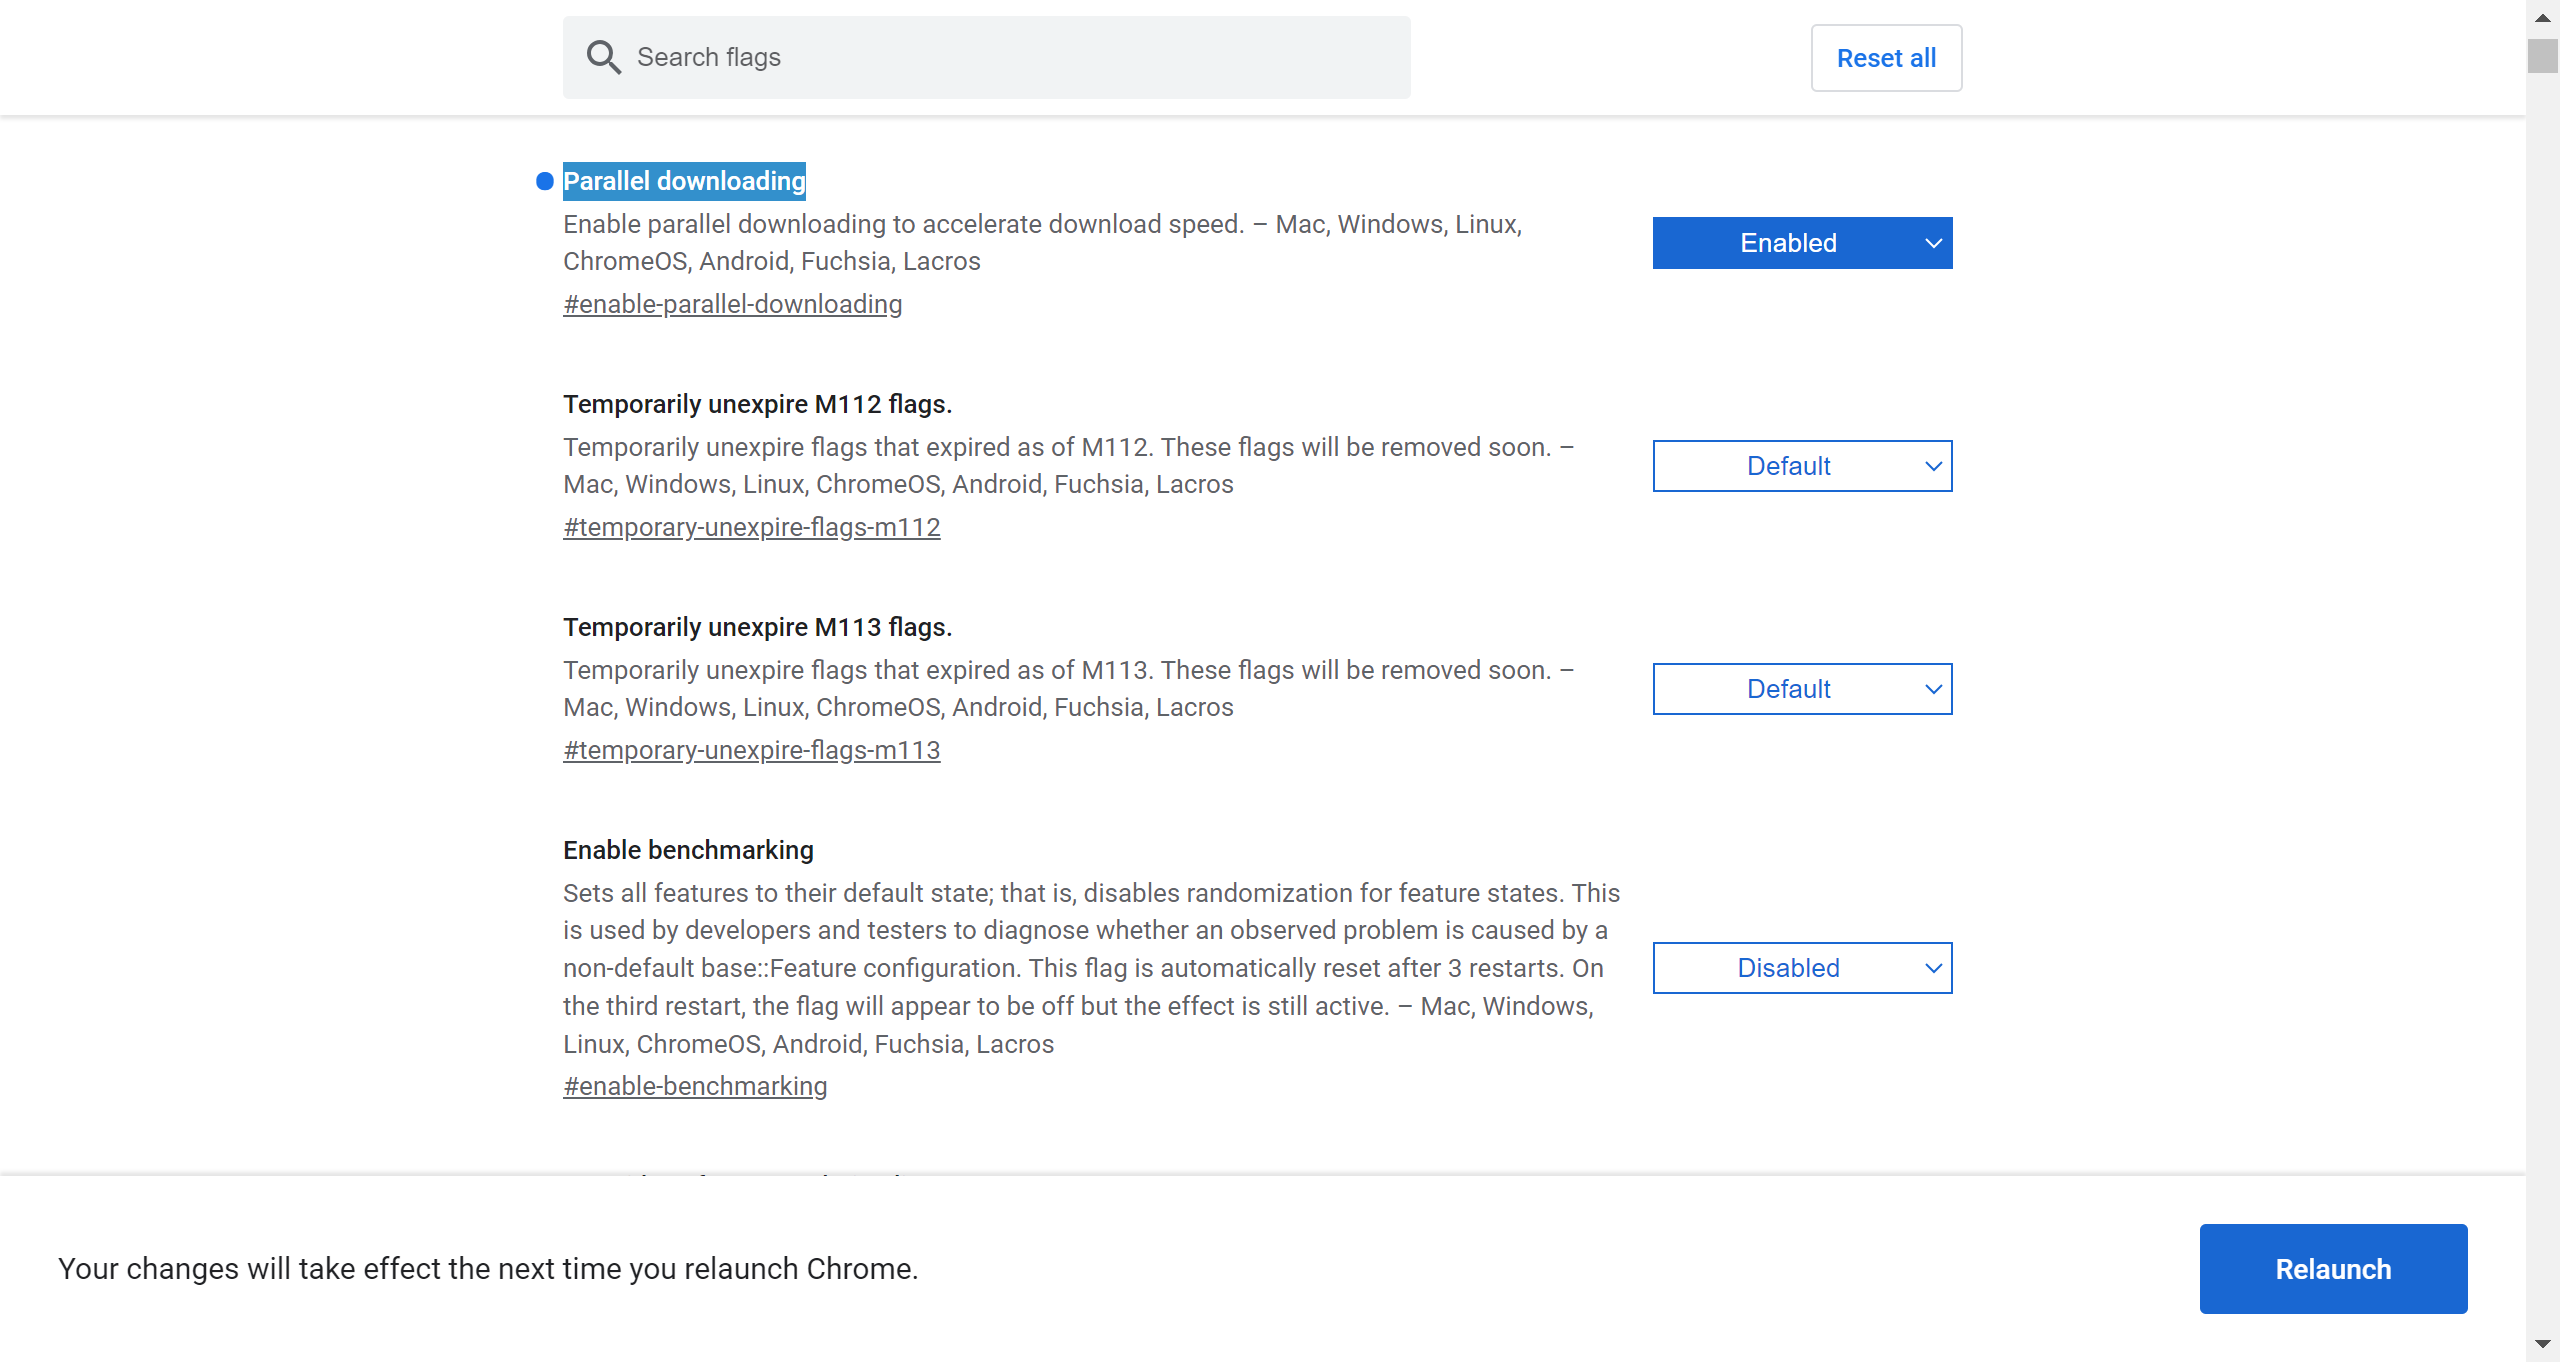 Search flags
Reset all
Parallel downloading
Enable parallel downloading to accelerate download speed. – Mac, Windows, Linux,
ChromeOS, Android, Fuchsia, Lacros
#enable-parallel-downloading
Enabled
Temporarily unexpire M112 flags.
Temporarily unexpire flags that expired as of M112. These flags will be removed soon. –
Mac, Windows, Linux, ChromeOS, Android, Fuchsia, Lacros
#temporary-unexpire-flags-m112
Default
Temporarily unexpire M113 flags.
Temporarily unexpire flags that expired as of M113. These flags will be removed soon. –
Mac, Windows, Linux, ChromeOS, Android, Fuchsia, Lacros
#temporary-unexpire-flags-m113
Default
Enable benchmarking
Sets all features to their default state; that is, disables randomization for feature states. This
is used by developers and testers to diagnose whether an observed problem is caused by a
non-default base::Feature configuration. This flag is automatically reset after 3 restarts. On
the third restart, the flag will appear to be off but the effect is still active. – Mac, Windows,
Linux, ChromeOS, Android, Fuchsia, Lacros
#enable-benchmarking
Disabled
Your changes will take effect the next time you relaunch Chrome.
Relaunch